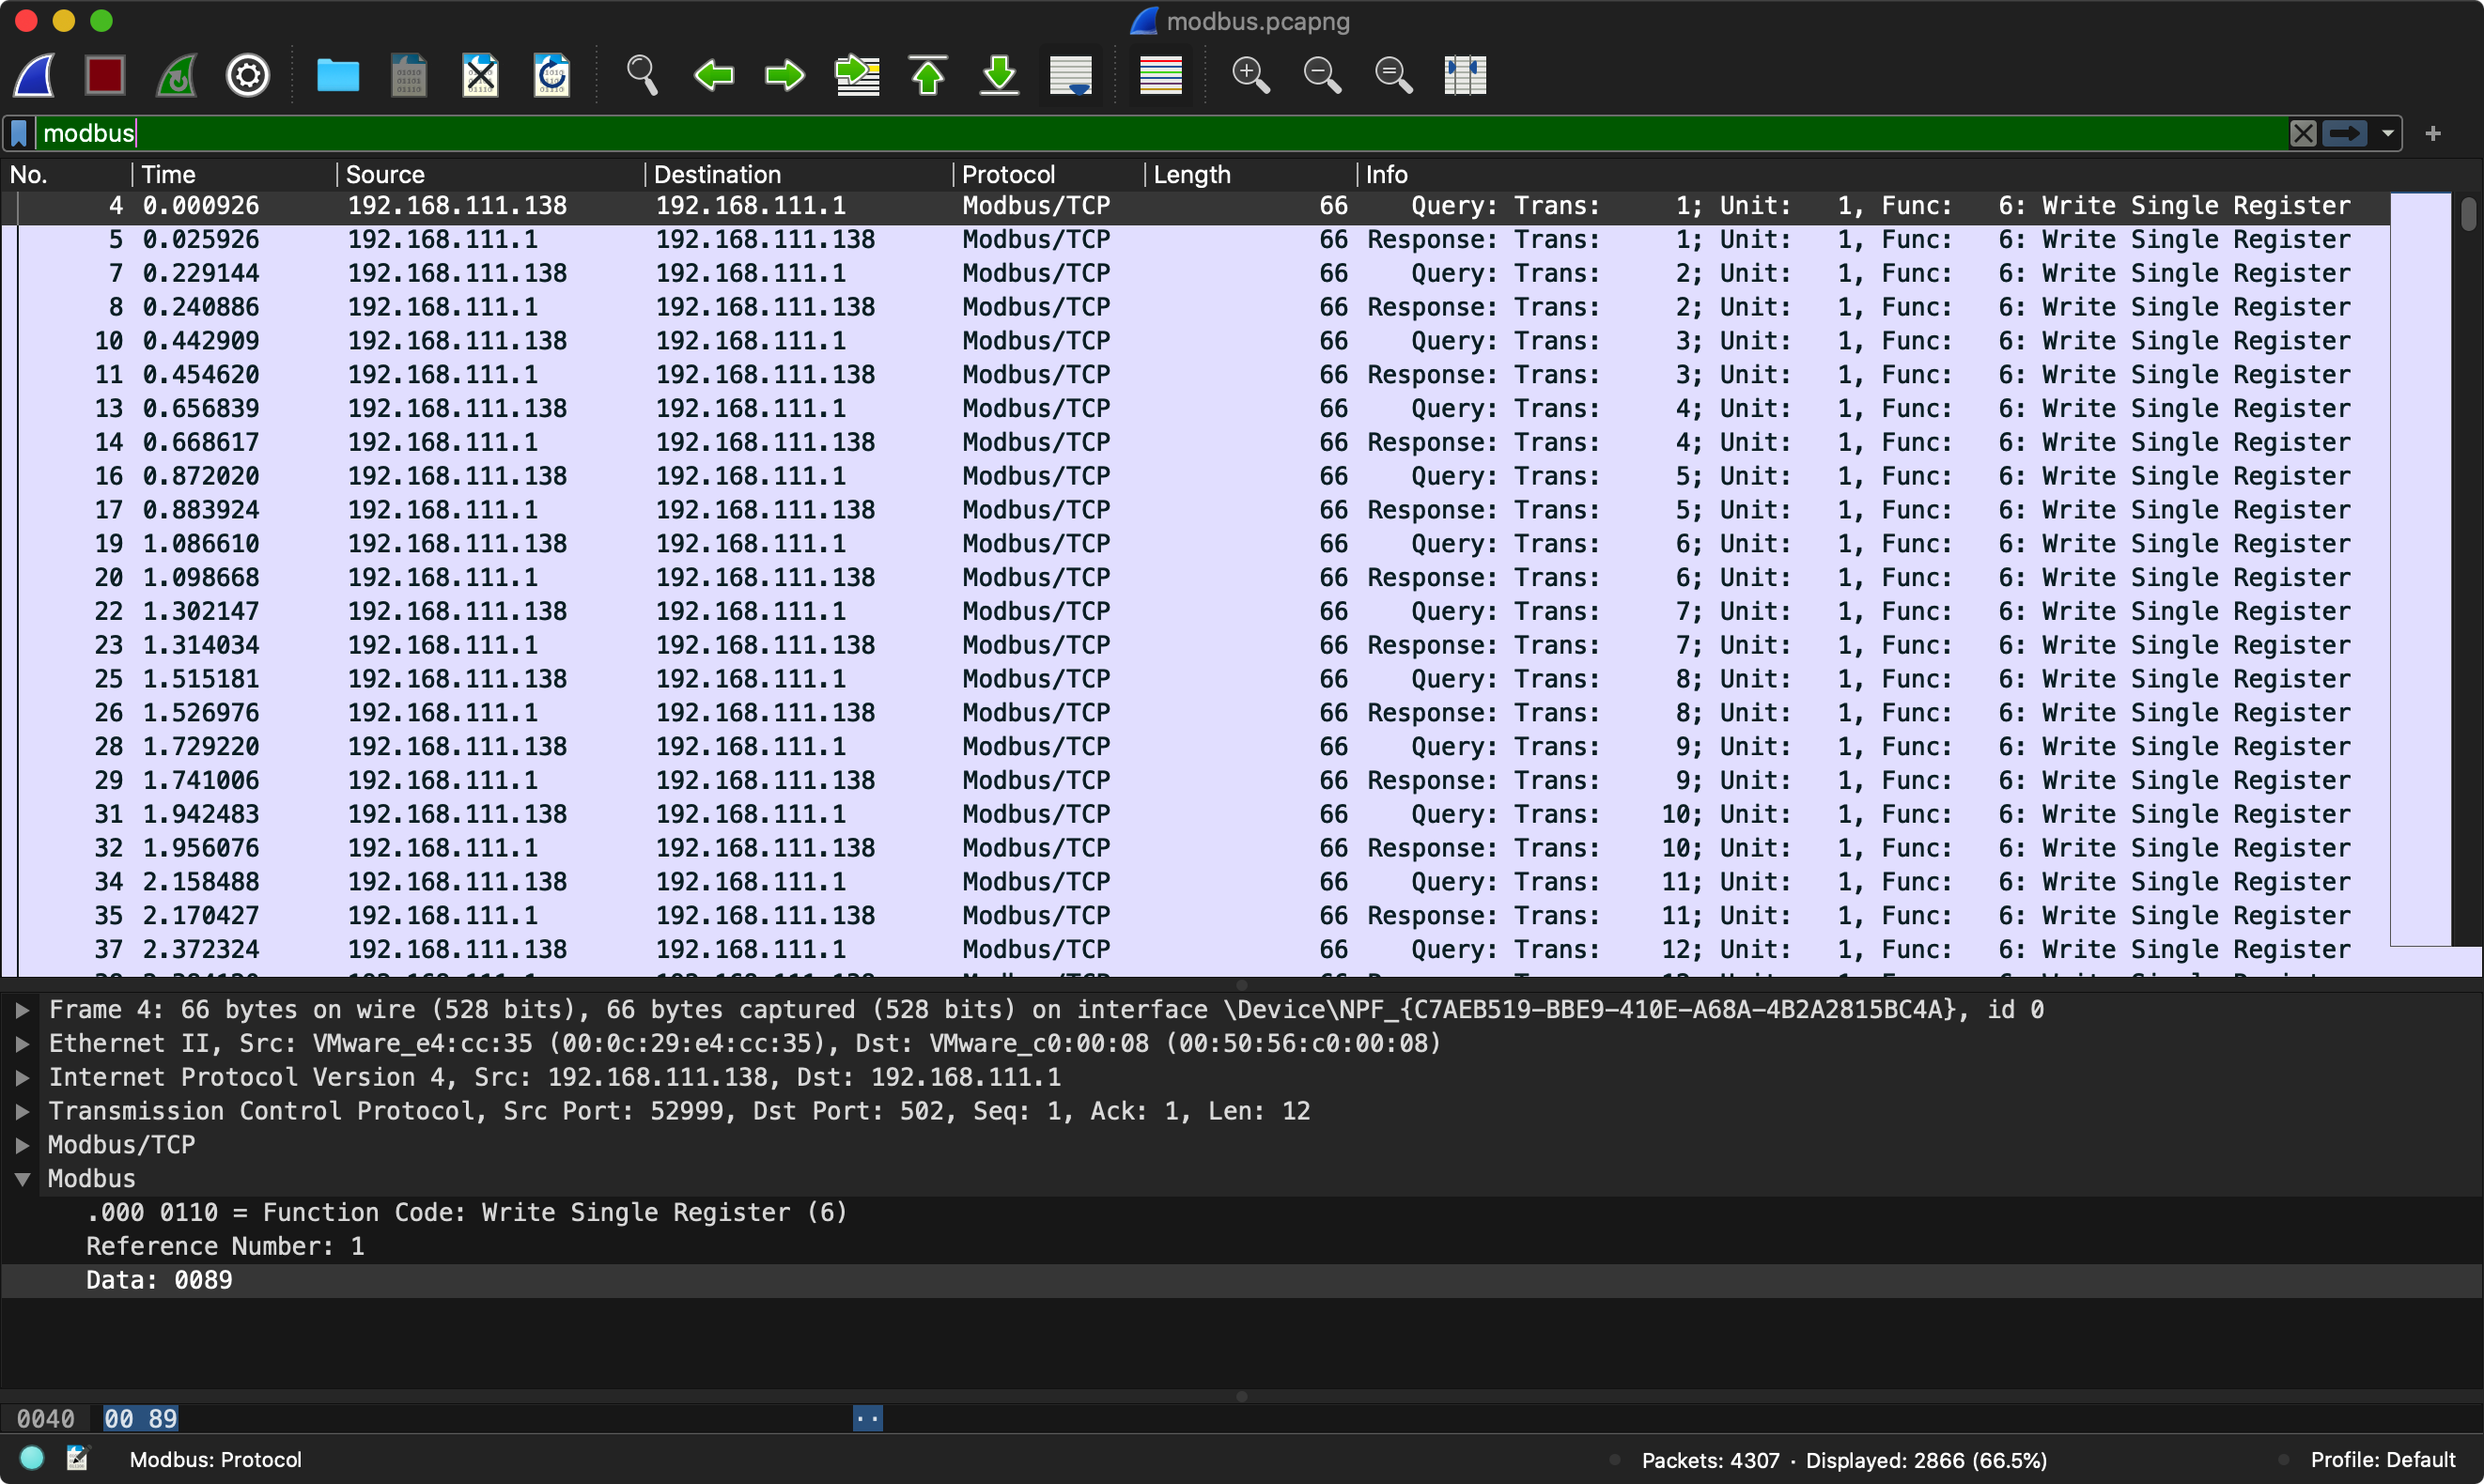 modbus.pcapng
modbus
No. Time Source Destination Protocol Length Info
4 0.000926 192.168.111.138 192.168.111.1 Modbus/TCP 66 Query: Trans: 1; Unit: 1, Func: 6: Write Single Register
5 0.025926 192.168.111.1 192.168.111.138 Modbus/TCP 66 Response: Trans: 1; Unit: 1, Func: 6: Write Single Register
7 0.229144 192.168.111.138 192.168.111.1 Modbus/TCP 66 Query: Trans: 2; Unit: 1, Func: 6: Write Single Register
8 0.240886 192.168.111.1 192.168.111.138 Modbus/TCP 66 Response: Trans: 2; Unit: 1, Func: 6: Write Single Register
10 0.442909 192.168.111.138 192.168.111.1 Modbus/TCP 66 Query: Trans: 3; Unit: 1, Func: 6: Write Single Register
11 0.454620 192.168.111.1 192.168.111.138 Modbus/TCP 66 Response: Trans: 3; Unit: 1, Func: 6: Write Single Register
13 0.656839 192.168.111.138 192.168.111.1 Modbus/TCP 66 Query: Trans: 4; Unit: 1, Func: 6: Write Single Register
14 0.668617 192.168.111.1 192.168.111.138 Modbus/TCP 66 Response: Trans: 4; Unit: 1, Func: 6: Write Single Register
16 0.872020 192.168.111.138 192.168.111.1 Modbus/TCP 66 Query: Trans: 5; Unit: 1, Func: 6: Write Single Register
17 0.883924 192.168.111.1 192.168.111.138 Modbus/TCP 66 Response: Trans: 5; Unit: 1, Func: 6: Write Single Register
19 1.086610 192.168.111.138 192.168.111.1 Modbus/TCP 66 Query: Trans: 6; Unit: 1, Func: 6: Write Single Register
20 1.098668 192.168.111.1 192.168.111.138 Modbus/TCP 66 Response: Trans: 6; Unit: 1, Func: 6: Write Single Register
22 1.302147 192.168.111.138 192.168.111.1 Modbus/TCP 66 Query: Trans: 7; Unit: 1, Func: 6: Write Single Register
23 1.314034 192.168.111.1 192.168.111.138 Modbus/TCP 66 Response: Trans: 7; Unit: 1, Func: 6: Write Single Register
25 1.515181 192.168.111.138 192.168.111.1 Modbus/TCP 66 Query: Trans: 8; Unit: 1, Func: 6: Write Single Register
26 1.526976 192.168.111.1 192.168.111.138 Modbus/TCP 66 Response: Trans: 8; Unit: 1, Func: 6: Write Single Register
28 1.729220 192.168.111.138 192.168.111.1 Modbus/TCP 66 Query: Trans: 9; Unit: 1, Func: 6: Write Single Register
29 1.741006 192.168.111.1 192.168.111.138 Modbus/TCP 66 Response: Trans: 9; Unit: 1, Func: 6: Write Single Register
31 1.942483 192.168.111.138 192.168.111.1 Modbus/TCP 66 Query: Trans: 10; Unit: 1, Func: 6: Write Single Register
32 1.956076 192.168.111.1 192.168.111.138 Modbus/TCP 66 Response: Trans: 10; Unit: 1, Func: 6: Write Single Register
34 2.158488 192.168.111.138 192.168.111.1 Modbus/TCP 66 Query: Trans: 11; Unit: 1, Func: 6: Write Single Register
35 2.170427 192.168.111.1 192.168.111.138 Modbus/TCP 66 Response: Trans: 11; Unit: 1, Func: 6: Write Single Register
37 2.372324 192.168.111.138 192.168.111.1 Modbus/TCP 66 Query: Trans: 12; Unit: 1, Func: 6: Write Single Register
Frame 4: 66 bytes on wire (528 bits), 66 bytes captured (528 bits) on interface \Device\NPF_{C7AEB519-BBE9-410E-A68A-4B2A2815BC4A}, id 0
Ethernet II, Src: VMware_e4:cc:35 (00:0c:29:e4:cc:35), Dst: VMware_c0:00:08 (00:50:56:c0:00:08)
Internet Protocol Version 4, Src: 192.168.111.138, Dst: 192.168.111.1
Transmission Control Protocol, Src Port: 52999, Dst Port: 502, Seq: 1, Ack: 1, Len: 12
Modbus/TCP
Modbus
.000 0110 = Function Code: Write Single Register (6)
Reference Number: 1
Data: 0089
0040 00 89 ··
Modbus: Protocol Packets: 4307 · Displayed: 2866 (66.5%) Profile: Default